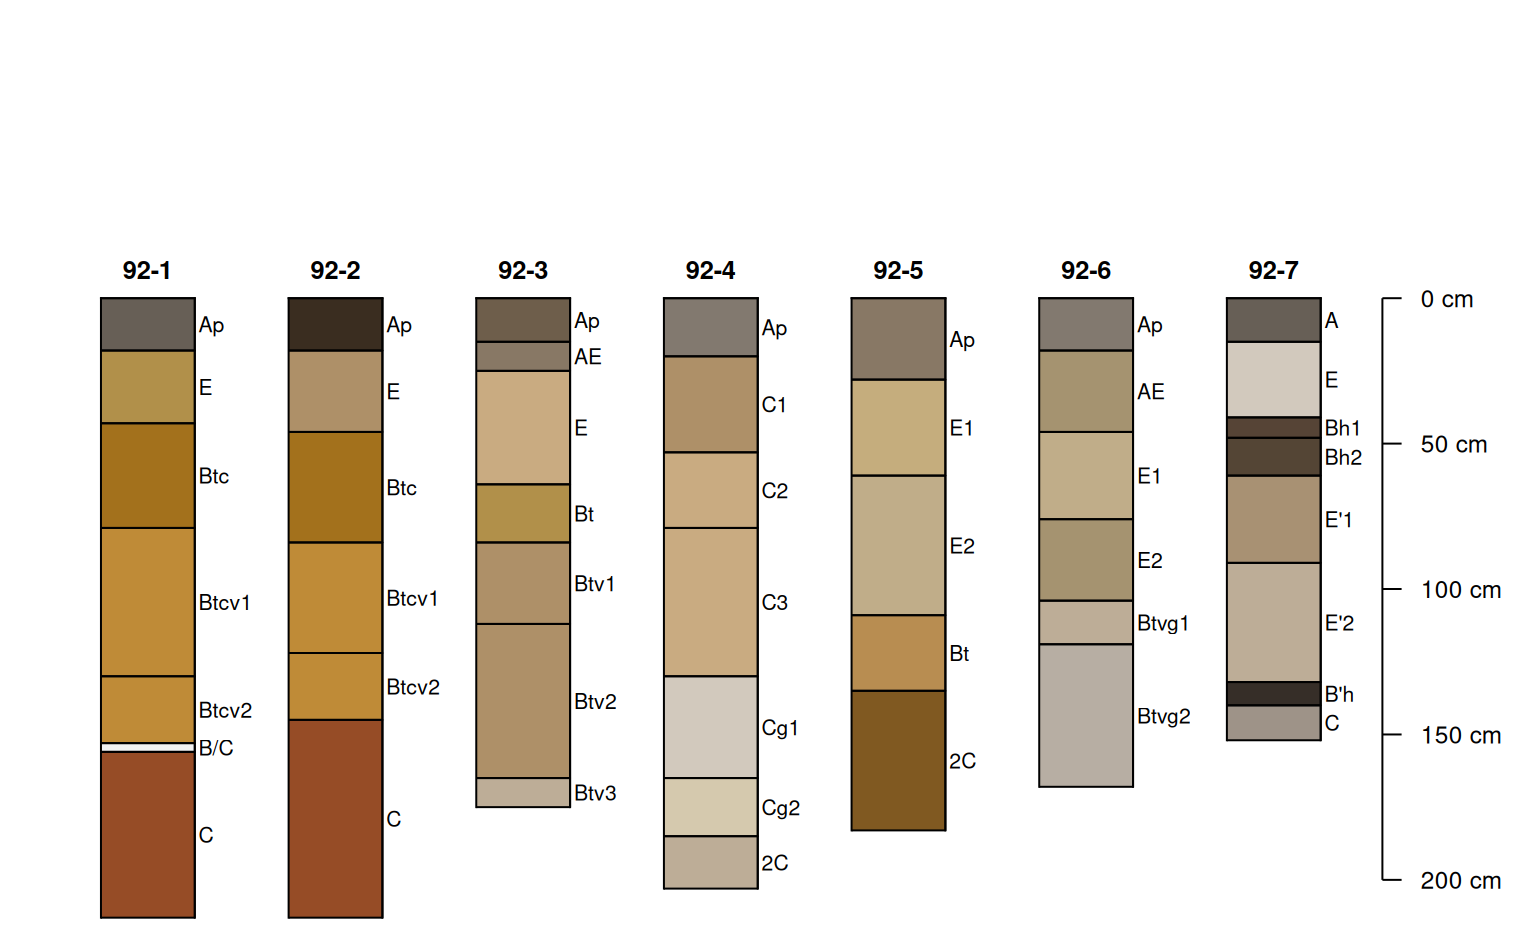 92-1 92-2 92-3 92-4 92-5 92-6 92-7
Ap
E
Btc
Btcv1
Btcv2
B/C
C
Ap
E
Btc
Btcv1
Btcv2
C
Ap
AE
E
Bt
Btv1
Btv2
Btv3
Ap
C1
C2
C3
Cg1
Cg2
2C
Ap
E1
E2
Bt
2C
Ap
AE
E1
E2
Btvg1
Btvg2
A
E
Bh1
Bh2
E'1
E'2
B'h
C
0 cm
50 cm
100 cm
150 cm
200 cm